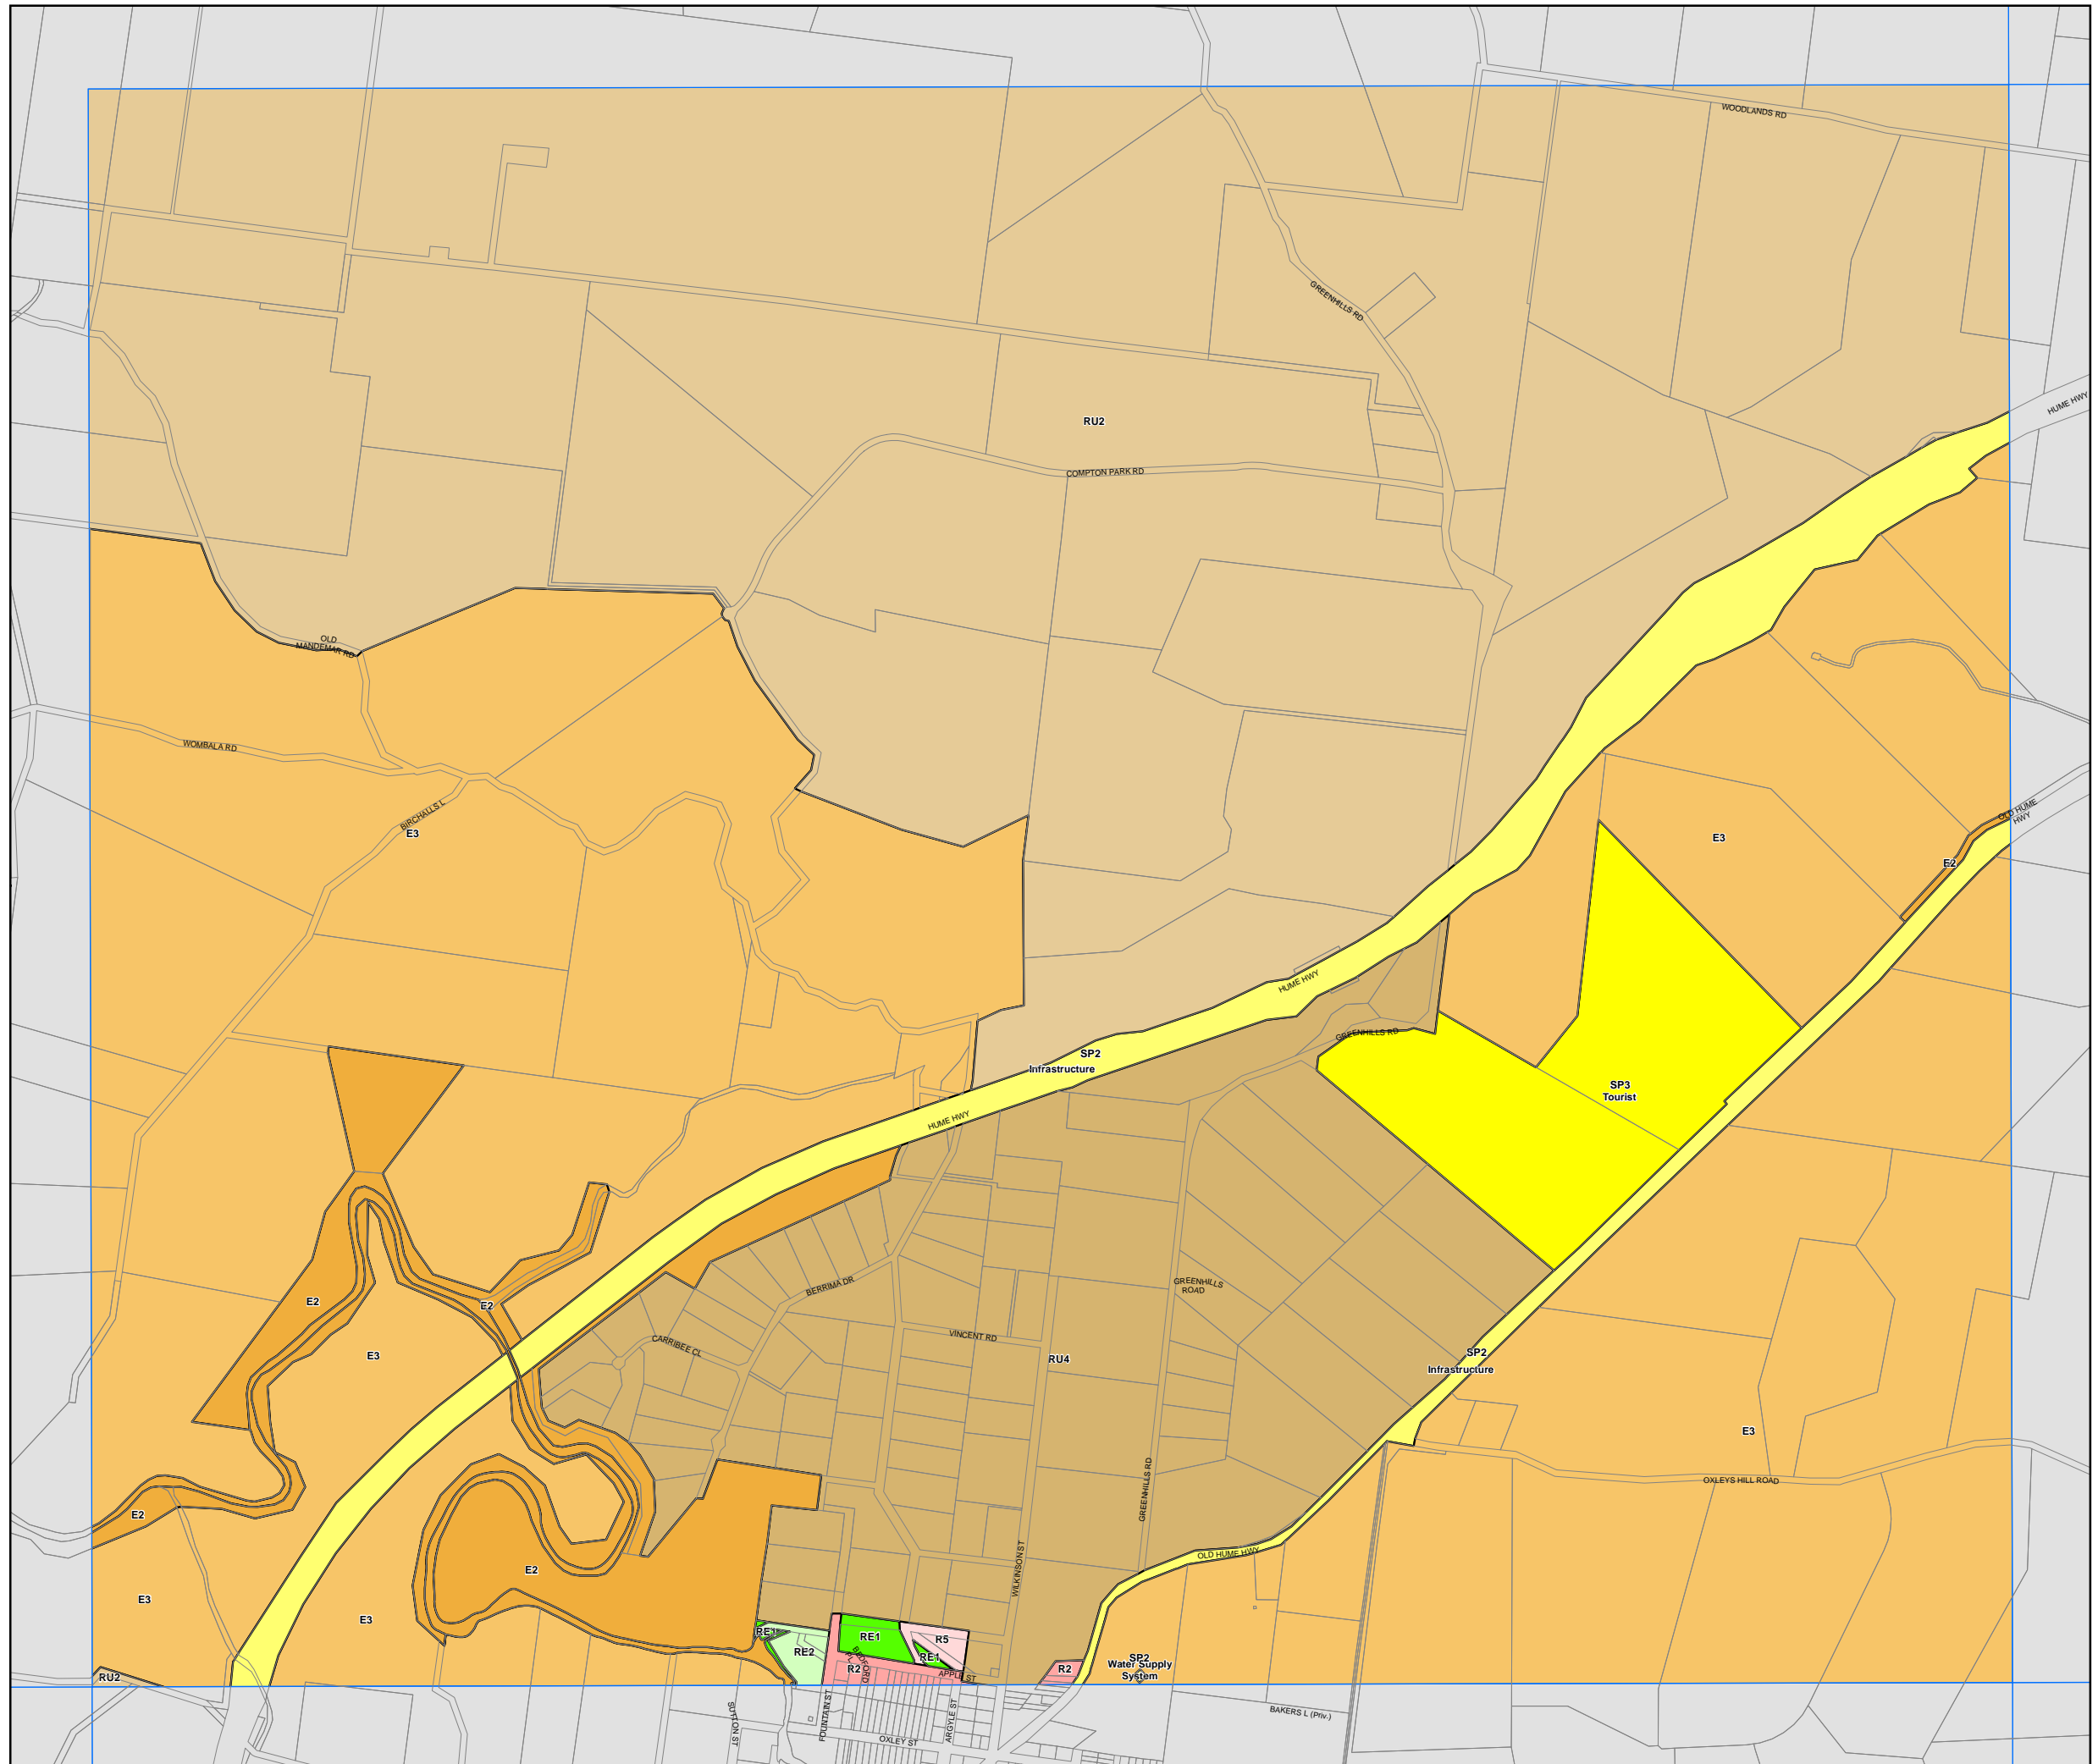 WOODLANDS RD
GREENHILLS RD
HUME HWY
RU2
COMPTON PARK RD
OLD
MANDEMAR RD
WOMBALA RD
BIRCHALLS L
E3
E3
OLD HUME
HWY
E2
HUME HWY
GREENHILLS RD
SP2
Infrastructure
SP3
Tourist
HUME HWY
BERRIMA DR
GREENHILLS
ROAD
E2
E2
VINCENT RD
CARRIBEE CL
E3
RU4
SP2
Infrastructure
E3
OXLEYS HILL ROAD
GREENHILLS RD
E2
OLD HUME HWY
WILKINSON ST
E2
E3
E3
RE1
RE1
R5
RE2
RE1
R2
BEDFORD
PL
APPLE ST
R2
SP2
Water Supply
System
RU2
SUTTON ST
FOUNTAIN ST
ARGYLE ST
OXLEY ST
BAKERS L (Priv.)